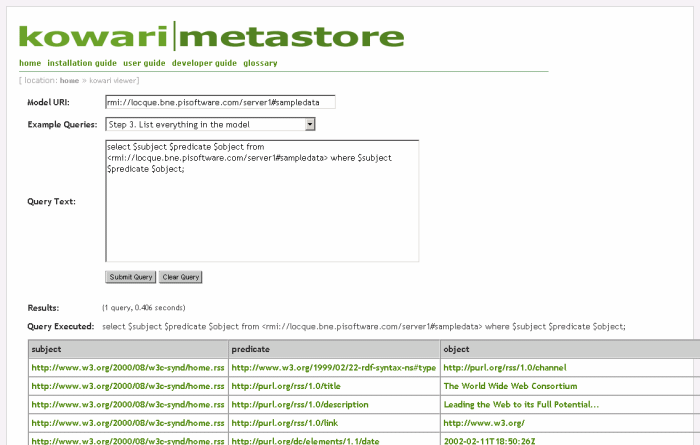 kowari|metastore
home installation guide user guide developer guide glossary
[ location: home » kowari viewer]
Model URI: rmi://locque.bne.pisoftware.com/server1#sampledata
Example Queries: Step 3. List everything in the model
select $subject $predicate $object from
<rmi://locque.bne.pisoftware.com/server1#sampledata> where $subject
$predicate $object;
Query Text:
Submit Query Clear Query
Results: (1 query, 0.406 seconds)
Query Executed: select $subject $predicate $object from <rmi://locque.bne.pisoftware.com/server1#sampledata> where $subject $predicate $object;
subject predicate object
http://www.w3.org/2000/08/w3c-synd/home.rss http://www.w3.org/1999/02/22-rdf-syntax-ns#type http://purl.org/rss/1.0/channel
http://www.w3.org/2000/08/w3c-synd/home.rss http://purl.org/rss/1.0/title The World Wide Web Consortium
http://www.w3.org/2000/08/w3c-synd/home.rss http://purl.org/rss/1.0/description Leading the Web to its Full Potential...
http://www.w3.org/2000/08/w3c-synd/home.rss http://purl.org/rss/1.0/link http://www.w3.org/
http://www.w3.org/2000/08/w3c-synd/home.rss http://purl.org/dc/elements/1.1/date 2002-02-11T18:50:26Z